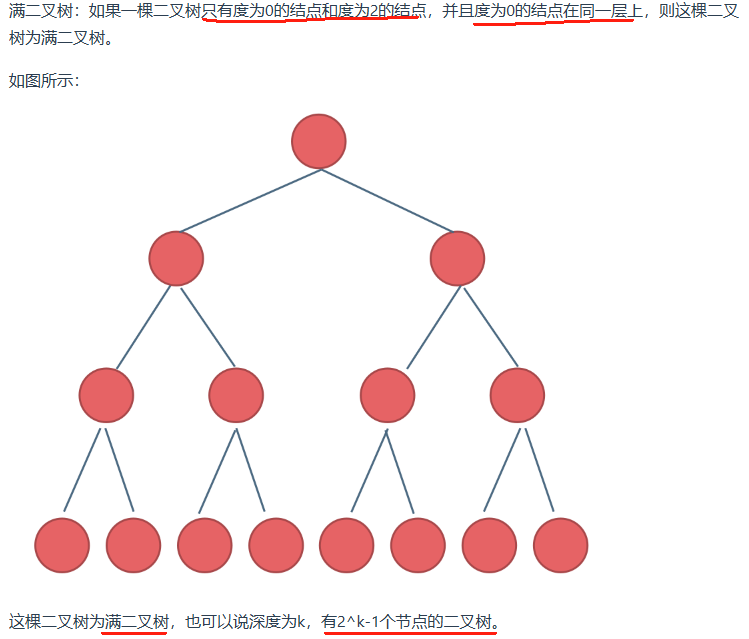 满二叉树：如果一棵二叉树只有度为0的结点和度为2的结点，并且度为0的结点在同一层上，则这棵二叉
树为满二叉树。
如图所示：
这棵二叉树为满二叉树，也可以说深度为k，有2^k-1个节点的二叉树。